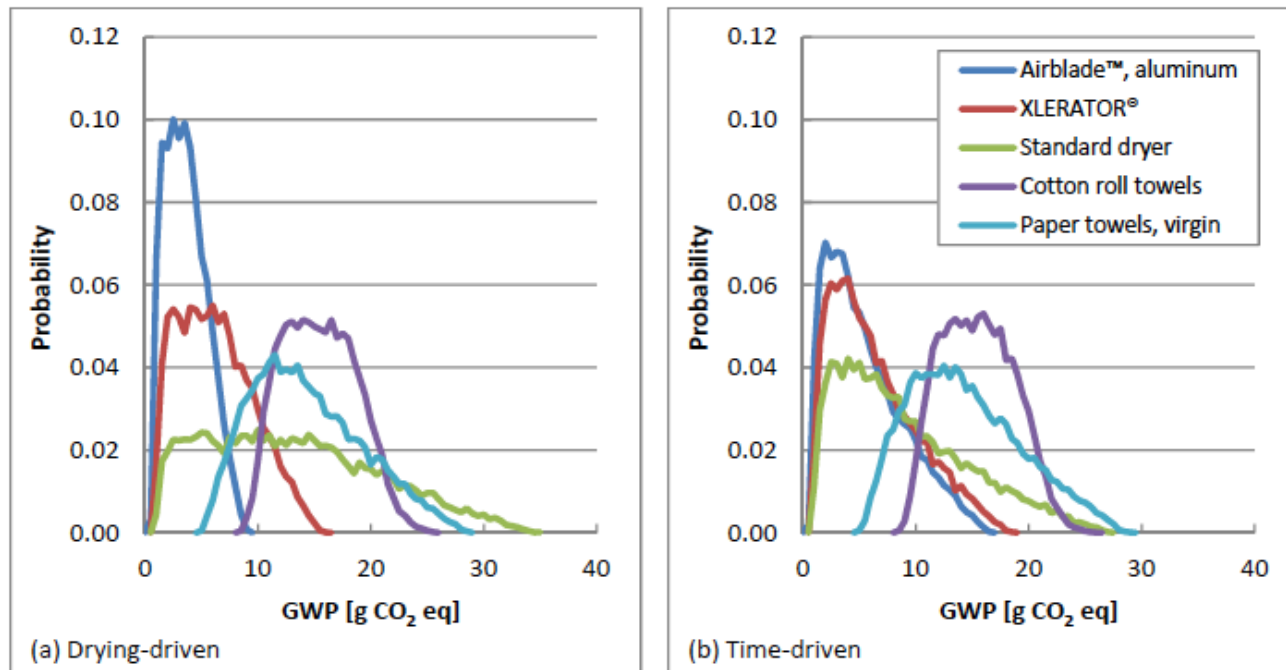 0.12
0.10
0.08
0.06
0.04
0.02
0.00
Probability
0 10 20 30 40
GWP [g CO2 eq]
(a) Drying-driven
0.12
0.10
0.08
0.06
0.04
0.02
0.00
Probability
Airblade™, aluminum
XLERATOR®
Standard dryer
Cotton roll towels
Paper towels, virgin
0 10 20 30 40
GWP [g CO2 eq]
(b) Time-driven